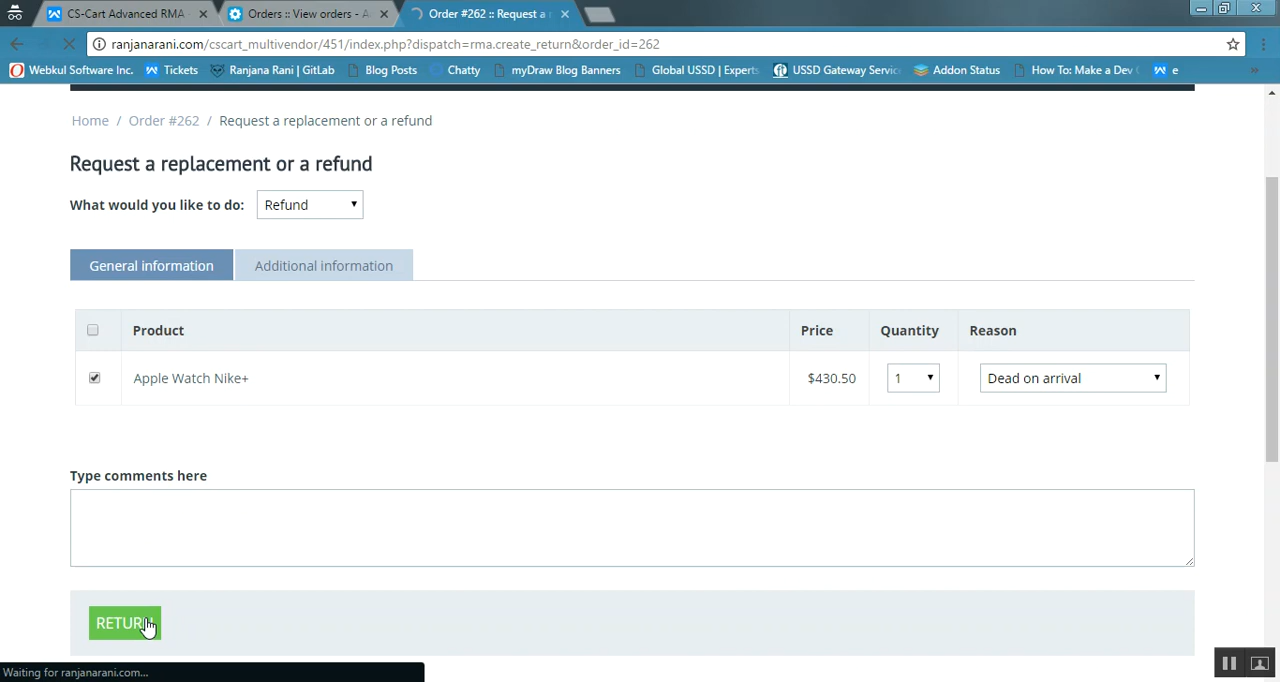 CS-Cart Advanced RMA
Orders :: View orders - A
Order #262 :: Request a
ranjanarani.com/cscart_multivendor/451/index.php?dispatch=rma.create_return&order_id=262
Webkul Software Inc. Tickets Ranjana Rani | GitLab Blog Posts Chatty myDraw Blog Banners Global USSD | Experts USSD Gateway Servic Addon Status How To: Make a Dev e »
Home / Order #262 / Request a replacement or a refund
Request a replacement or a refund
What would you like to do: Refund
General information Additional information
Product Price Quantity Reason
Apple Watch Nike+ $430.50 1 Dead on arrival
Type comments here
RETURN
Waiting for ranjanarani.com...